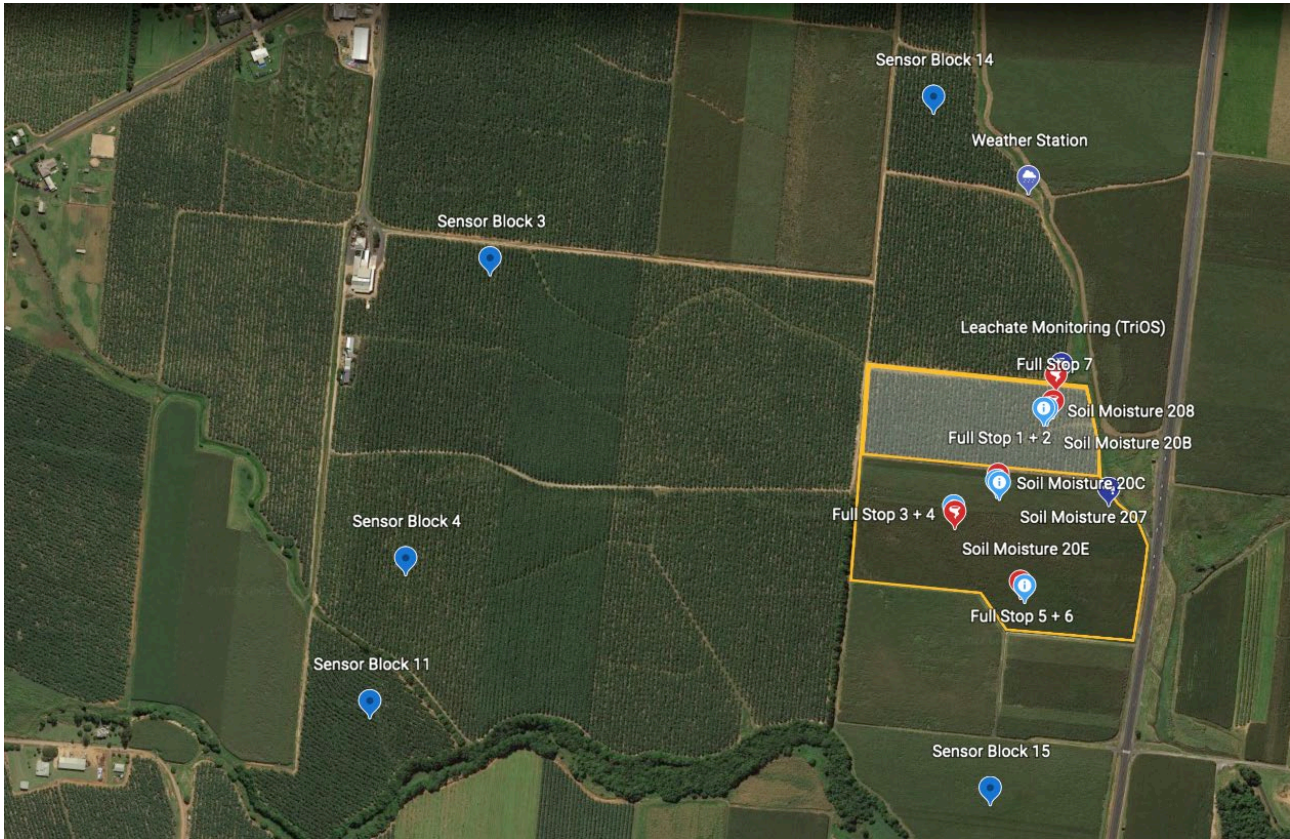 Sensor Block 14
Weather Station
Sensor Block 3
Leachate Monitoring (TriOS)
Full Stop 7
Soil Moisture 208
Full Stop 1 + 2
Soil Moisture 20B
Soil Moisture 20C
Full Stop 3 + 4
Soil Moisture 207
Sensor Block 4
Soil Moisture 20E
Full Stop 5 + 6
Sensor Block 11
Sensor Block 15